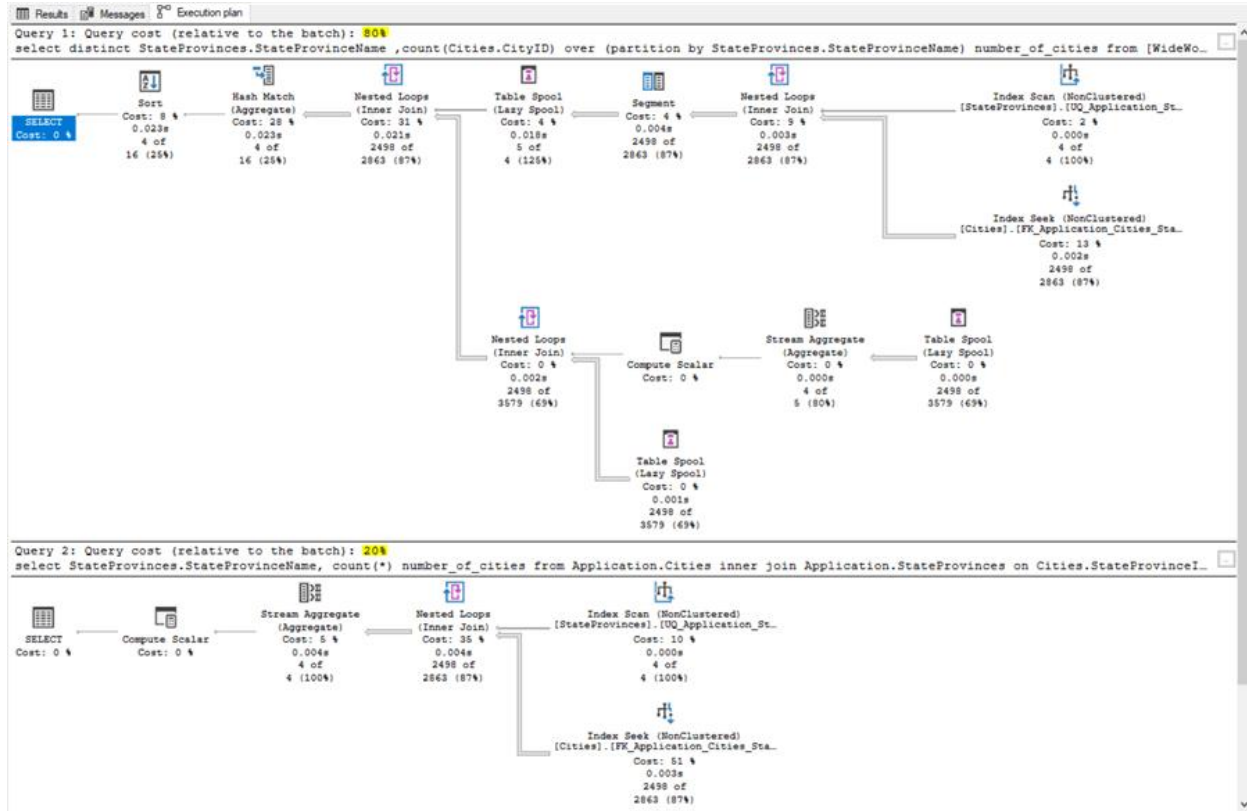 Results Messages Execution plan
Query 1: Query cost (relative to the batch): 80%
select distinct StateProvinces.StateProvinceName ,count(Cities.CityID) over (partition by StateProvinces.StateProvinceName) number_of_cities from [WideWo…
SELECT
Cost: 0 %
Sort
Cost: 8 %
0.023s
4 of
16 (25%)
Hash Match
(Aggregate)
Cost: 28 %
0.023s
4 of
16 (25%)
Nested Loops
(Inner Join)
Cost: 31 %
0.021s
2498 of
2863 (87%)
Table Spool
(Lazy Spool)
Cost: 4 %
0.018s
5 of
4 (125%)
Segment
Cost: 4 %
0.004s
2498 of
2863 (87%)
Nested Loops
(Inner Join)
Cost: 9 %
0.003s
2498 of
2863 (87%)
Index Scan (NonClustered)
[StateProvinces].[UQ_Application_St…
Cost: 2 %
0.000s
4 of
4 (100%)
Index Seek (NonClustered)
[Cities].[FK_Application_Cities_Sta…
Cost: 13 %
0.002s
2498 of
2863 (87%)
Nested Loops
(Inner Join)
Cost: 0 %
0.002s
2498 of
3579 (69%)
Compute Scalar
Cost: 0 %
Stream Aggregate
(Aggregate)
Cost: 0 %
0.000s
4 of
5 (80%)
Table Spool
(Lazy Spool)
Cost: 0 %
0.000s
2498 of
3579 (69%)
Table Spool
(Lazy Spool)
Cost: 0 %
0.001s
2498 of
3579 (69%)
Query 2: Query cost (relative to the batch): 20%
select StateProvinces.StateProvinceName, count(*) number_of_cities from Application.Cities inner join Application.StateProvinces on Cities.StateProvinceI…
SELECT
Cost: 0 %
Compute Scalar
Cost: 0 %
Stream Aggregate
(Aggregate)
Cost: 5 %
0.004s
4 of
4 (100%)
Nested Loops
(Inner Join)
Cost: 35 %
0.004s
2498 of
2863 (87%)
Index Scan (NonClustered)
[StateProvinces].[UQ_Application_St…
Cost: 10 %
0.000s
4 of
4 (100%)
Index Seek (NonClustered)
[Cities].[FK_Application_Cities_Sta…
Cost: 51 %
0.003s
2498 of
2863 (87%)